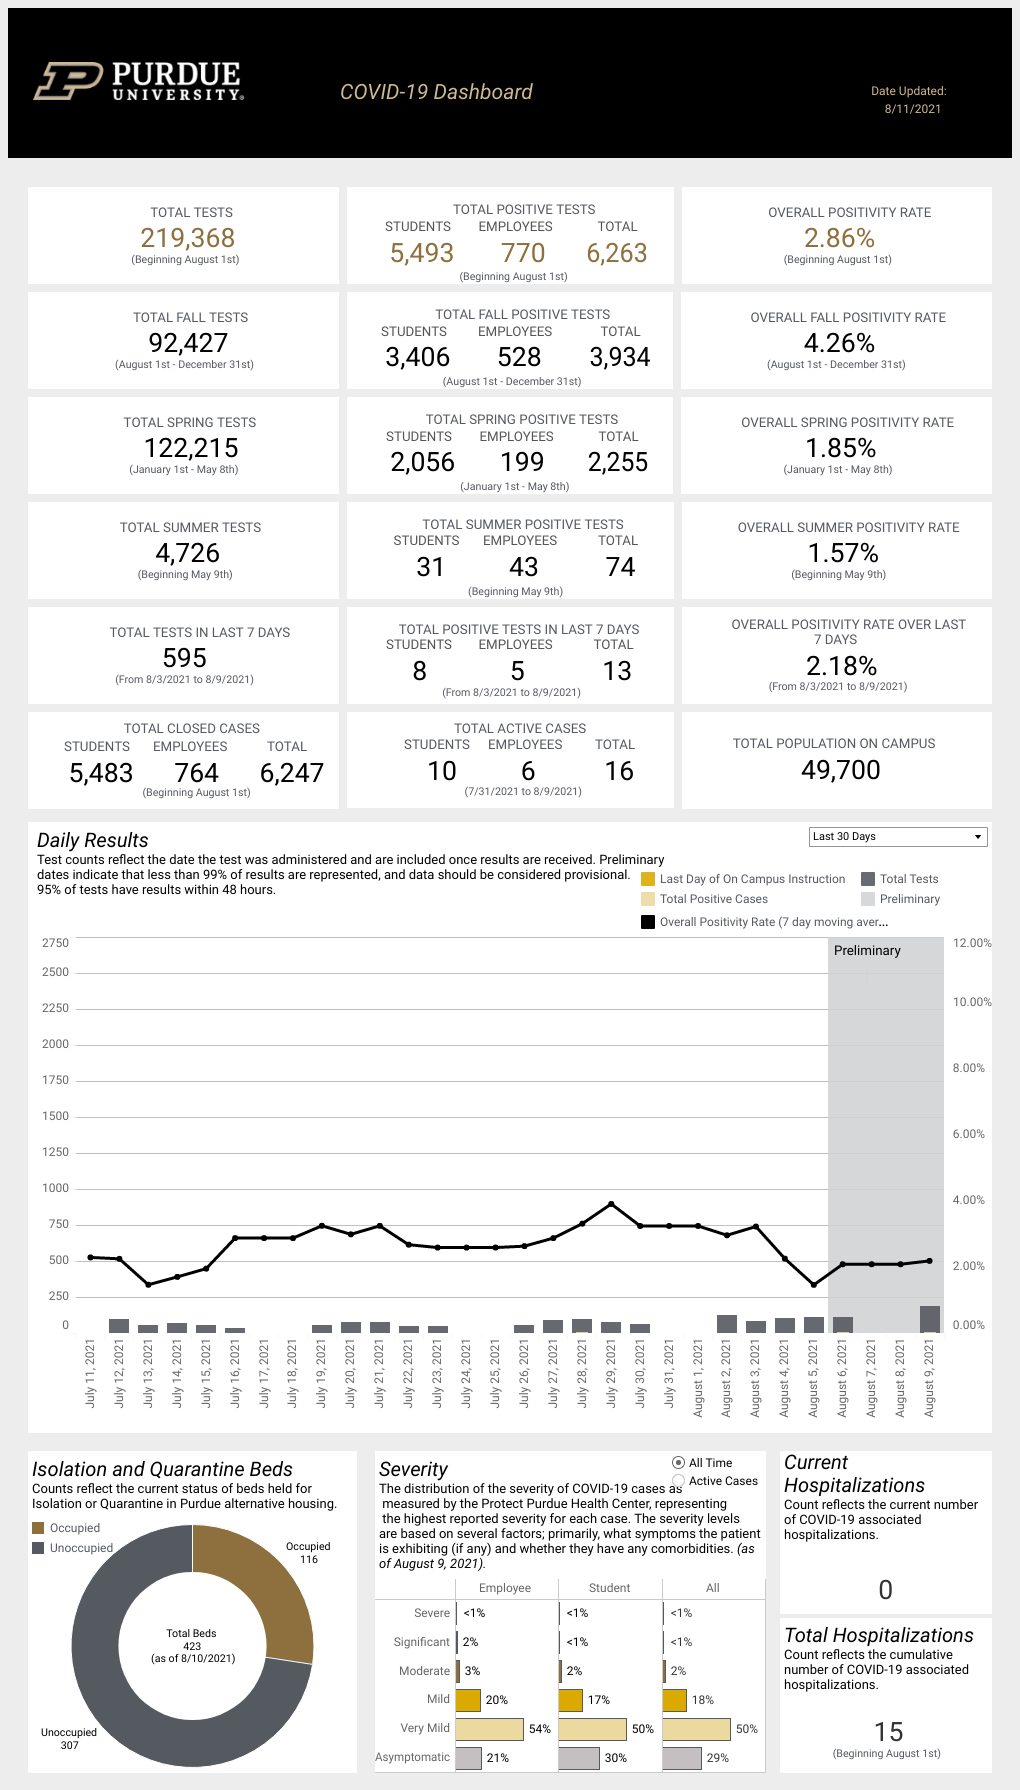 PURDUE
UNIVERSITY®
COVID-19 Dashboard
Date Updated:
8/11/2021
TOTAL TESTS
219,368
(Beginning August 1st)
TOTAL POSITIVE TESTS
STUDENTS EMPLOYEES TOTAL
5,493 770 6,263
(Beginning August 1st)
OVERALL POSITIVITY RATE
2.86%
(Beginning August 1st)
TOTAL FALL TESTS
92,427
(August 1st - December 31st)
TOTAL FALL POSITIVE TESTS
STUDENTS EMPLOYEES TOTAL
3,406 528 3,934
(August 1st - December 31st)
OVERALL FALL POSITIVITY RATE
4.26%
(August 1st - December 31st)
TOTAL SPRING TESTS
122,215
(January 1st - May 8th)
TOTAL SPRING POSITIVE TESTS
STUDENTS EMPLOYEES TOTAL
2,056 199 2,255
(January 1st - May 8th)
OVERALL SPRING POSITIVITY RATE
1.85%
(January 1st - May 8th)
TOTAL SUMMER TESTS
4,726
(Beginning May 9th)
TOTAL SUMMER POSITIVE TESTS
STUDENTS EMPLOYEES TOTAL
31 43 74
(Beginning May 9th)
OVERALL SUMMER POSITIVITY RATE
1.57%
(Beginning May 9th)
TOTAL TESTS IN LAST 7 DAYS
595
(From 8/3/2021 to 8/9/2021)
TOTAL POSITIVE TESTS IN LAST 7 DAYS
STUDENTS EMPLOYEES TOTAL
8 5 13
(From 8/3/2021 to 8/9/2021)
OVERALL POSITIVITY RATE OVER LAST
7 DAYS
2.18%
(From 8/3/2021 to 8/9/2021)
TOTAL CLOSED CASES
STUDENTS EMPLOYEES TOTAL
5,483 764 6,247
(Beginning August 1st)
TOTAL ACTIVE CASES
STUDENTS EMPLOYEES TOTAL
10 6 16
(7/31/2021 to 8/9/2021)
TOTAL POPULATION ON CAMPUS
49,700
Daily Results
Last 30 Days
Test counts reflect the date the test was administered and are included once results are received. Preliminary
dates indicate that less than 99% of results are represented, and data should be considered provisional.
95% of tests have results within 48 hours.
Last Day of On Campus Instruction
Total Tests
Total Positive Cases
Preliminary
Overall Positivity Rate (7 day moving aver...
Preliminary
2750
2500
2250
2000
1750
1500
1250
1000
750
500
250
0
12.00%
10.00%
8.00%
6.00%
4.00%
2.00%
0.00%
July 11, 2021
July 12, 2021
July 13, 2021
July 14, 2021
July 15, 2021
July 16, 2021
July 17, 2021
July 18, 2021
July 19, 2021
July 20, 2021
July 21, 2021
July 22, 2021
July 23, 2021
July 24, 2021
July 25, 2021
July 26, 2021
July 27, 2021
July 28, 2021
July 29, 2021
July 30, 2021
July 31, 2021
August 1, 2021
August 2, 2021
August 3, 2021
August 4, 2021
August 5, 2021
August 6, 2021
August 7, 2021
August 8, 2021
August 9, 2021
Isolation and Quarantine Beds
Counts reflect the current status of beds held for
Isolation or Quarantine in Purdue alternative housing.
Occupied
Unoccupied
Occupied
116
Total Beds
423
(as of 8/10/2021)
Unoccupied
307
Severity
All Time
Active Cases
The distribution of the severity of COVID-19 cases as
measured by the Protect Purdue Health Center, representing
the highest reported severity for each case. The severity levels
are based on several factors; primarily, what symptoms the patient
is exhibiting (if any) and whether they have any comorbidities. (as
of August 9, 2021).
Employee Student All
Severe <1% <1% <1%
Significant 2% <1% <1%
Moderate 3% 2% 2%
Mild 20% 17% 18%
Very Mild 54% 50% 50%
Asymptomatic 21% 30% 29%
Current
Hospitalizations
Count reflects the current number
of COVID-19 associated
hospitalizations.
0
Total Hospitalizations
Count reflects the cumulative
number of COVID-19 associated
hospitalizations.
15
(Beginning August 1st)